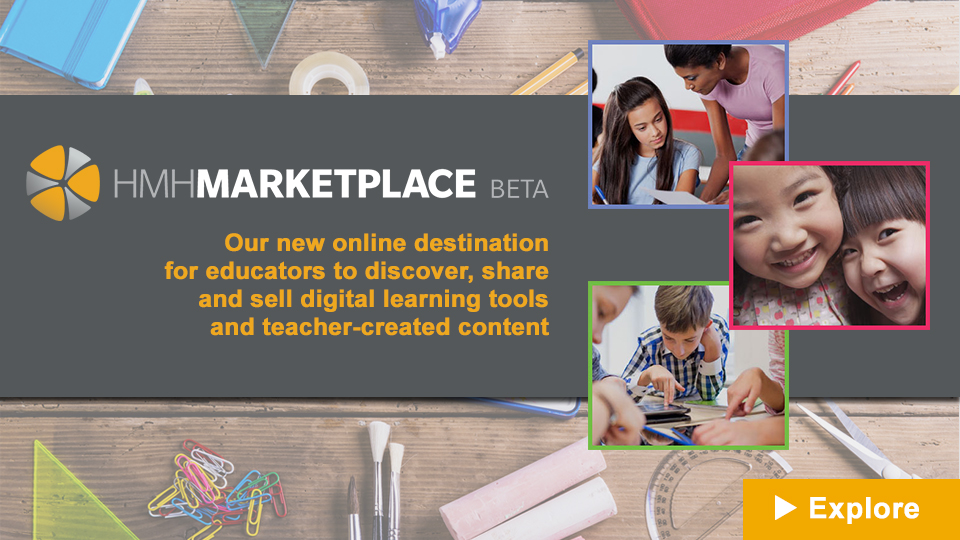 HMHMARKETPLACE BETA
Our new online destination
for educators to discover, share
and sell digital learning tools
and teacher-created content
Explore